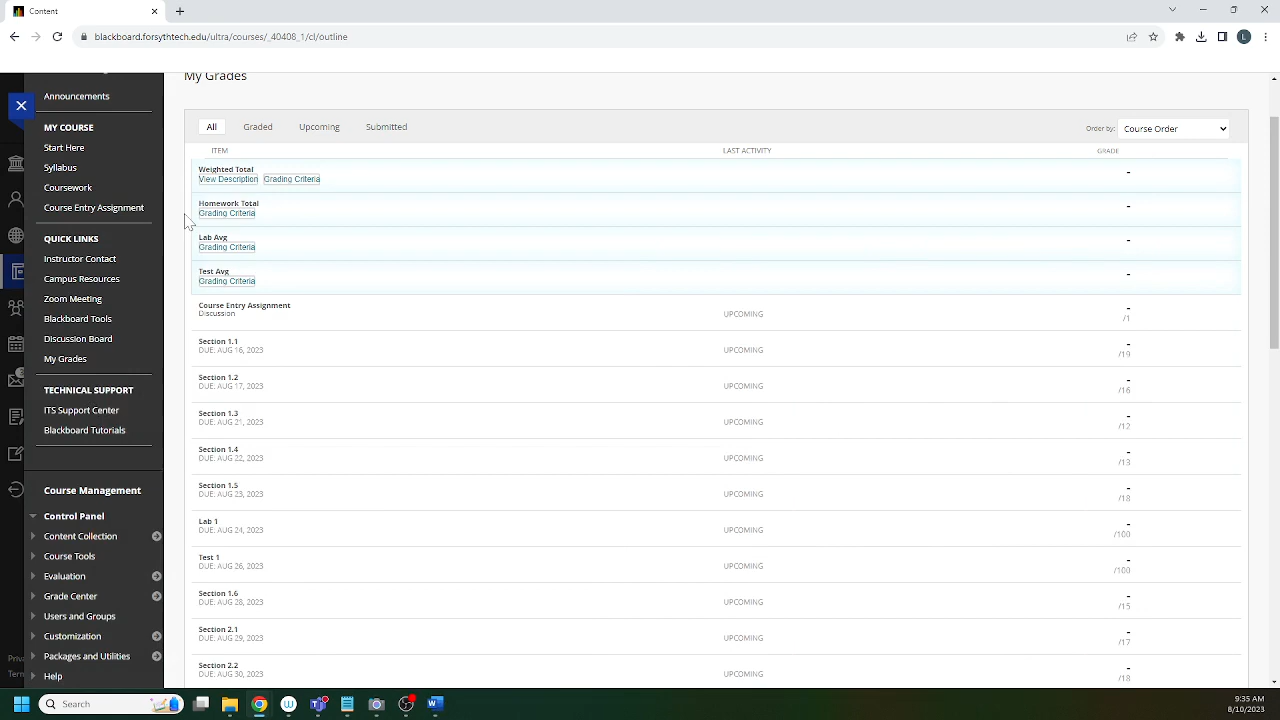 Content
blackboard.forsythtech.edu/ultra/courses/_40408_1/cl/outline
L
My Grades
Announcements
MY COURSE
Start Here
Syllabus
Coursework
Course Entry Assignment
QUICK LINKS
Instructor Contact
Campus Resources
Zoom Meeting
Blackboard Tools
Discussion Board
My Grades
TECHNICAL SUPPORT
ITS Support Center
Blackboard Tutorials
Course Management
Control Panel
Content Collection
Course Tools
Evaluation
Grade Center
Users and Groups
Customization
Packages and Utilities
Help
All Graded Upcoming Submitted Order by: Course Order
ITEM LAST ACTIVITY GRADE
Weighted Total -
View Description Grading Criteria
Homework Total -
Grading Criteria
Lab Avg -
Grading Criteria
Test Avg -
Grading Criteria
Course Entry Assignment -
Discussion UPCOMING /1
Section 1.1 -
DUE: AUG 16, 2023 UPCOMING /19
Section 1.2 -
DUE: AUG 17, 2023 UPCOMING /16
Section 1.3 -
DUE: AUG 21, 2023 UPCOMING /12
Section 1.4 -
DUE: AUG 22, 2023 UPCOMING /13
Section 1.5 -
DUE: AUG 23, 2023 UPCOMING /18
Lab 1 -
DUE: AUG 24, 2023 UPCOMING /100
Test 1 -
DUE: AUG 26, 2023 UPCOMING /100
Section 1.6 -
DUE: AUG 28, 2023 UPCOMING /15
Section 2.1 -
DUE: AUG 29, 2023 UPCOMING /17
Section 2.2 -
DUE: AUG 30, 2023 UPCOMING /18
Priva
Term
Search
9:35 AM
8/10/2023